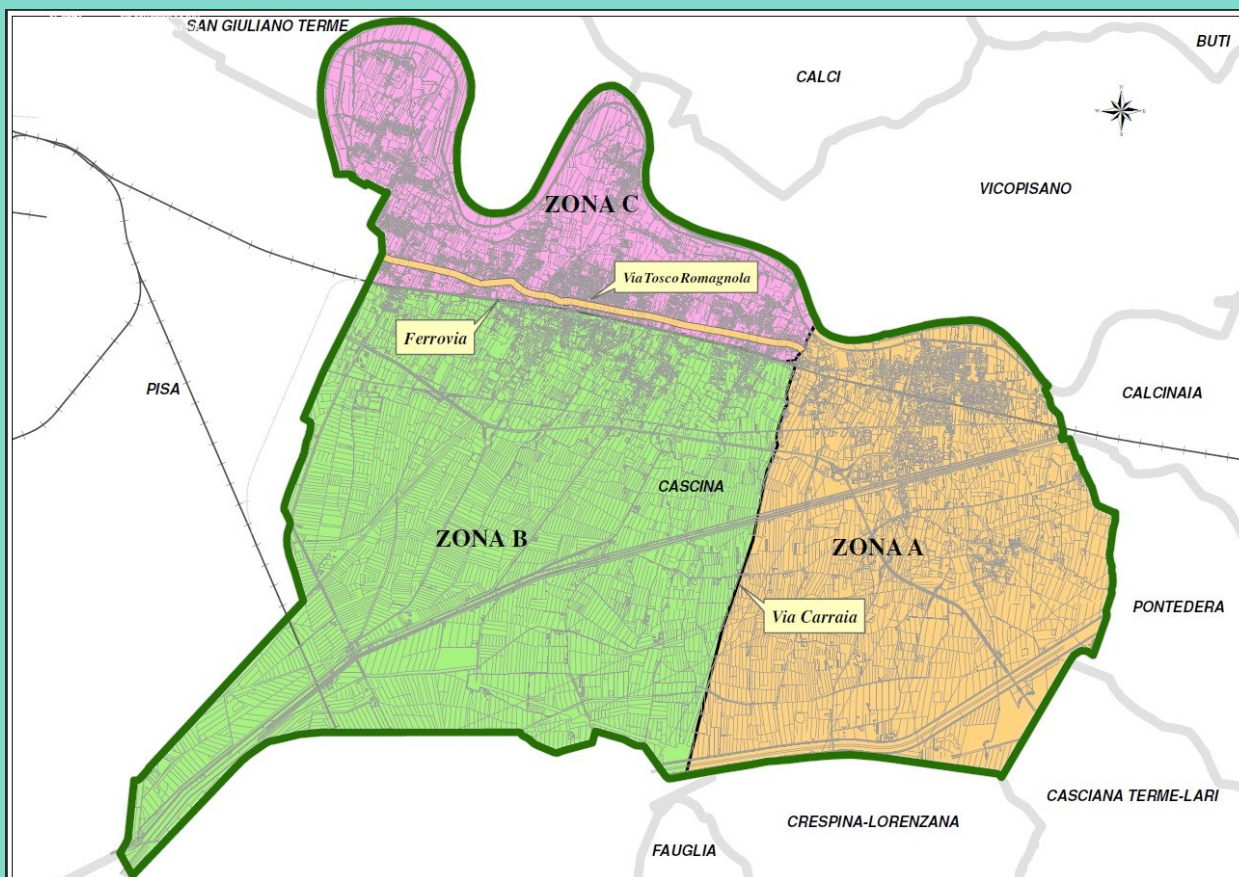 SAN GIULIANO TERME
BUTI
CALCI
N
W
E
S
VICOPISANO
ZONA C
Via Tosco Romagnola
Ferrovia
PISA
CALCINAIA
CASCINA
ZONA B
ZONA A
Via Carraia
PONTEDERA
CASCIANA TERME-LARI
CRESPINA-LORENZANA
FAUGLIA